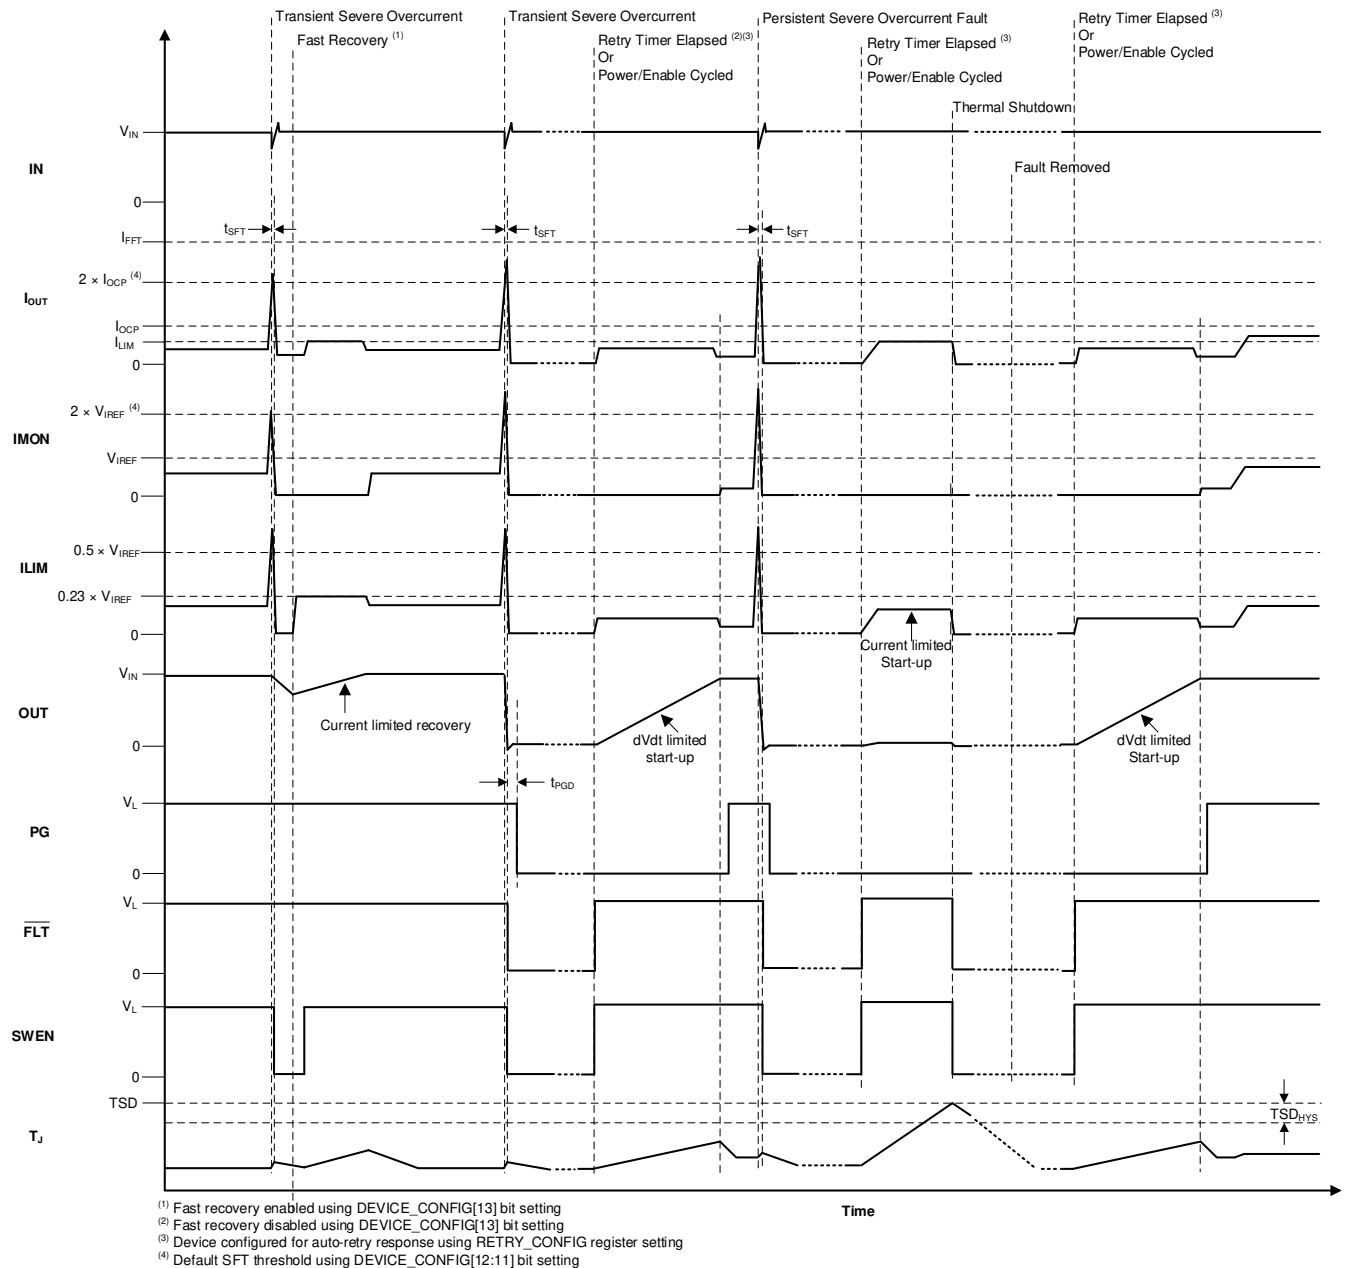 Transient Severe Overcurrent
Fast Recovery (1)
Transient Severe Overcurrent
Retry Timer Elapsed (2)(3)
Or
Power/Enable Cycled
Persistent Severe Overcurrent Fault
Retry Timer Elapsed (3)
Or
Power/Enable Cycled
Retry Timer Elapsed (3)
Or
Power/Enable Cycled
Thermal Shutdown
Fault Removed
IN
VIN
0
IOUT
IFFT
tSFT
tSFT
tSFT
2 × IOCP (4)
IOCP
ILIM
0
IMON
2 × VIREF (4)
VIREF
0
ILIM
0.5 × VIREF
0.23 × VIREF
0
Current limited
Start-up
OUT
VIN
0
Current limited recovery
dVdt limited
start-up
dVdt limited
Start-up
tPGD
PG
VL
0
FLT
VL
0
SWEN
VL
0
TJ
TSD
TSDHYS
Time
(1) Fast recovery enabled using DEVICE_CONFIG[13] bit setting
(2) Fast recovery disabled using DEVICE_CONFIG[13] bit setting
(3) Device configured for auto-retry response using RETRY_CONFIG register setting
(4) Default SFT threshold using DEVICE_CONFIG[12:11] bit setting